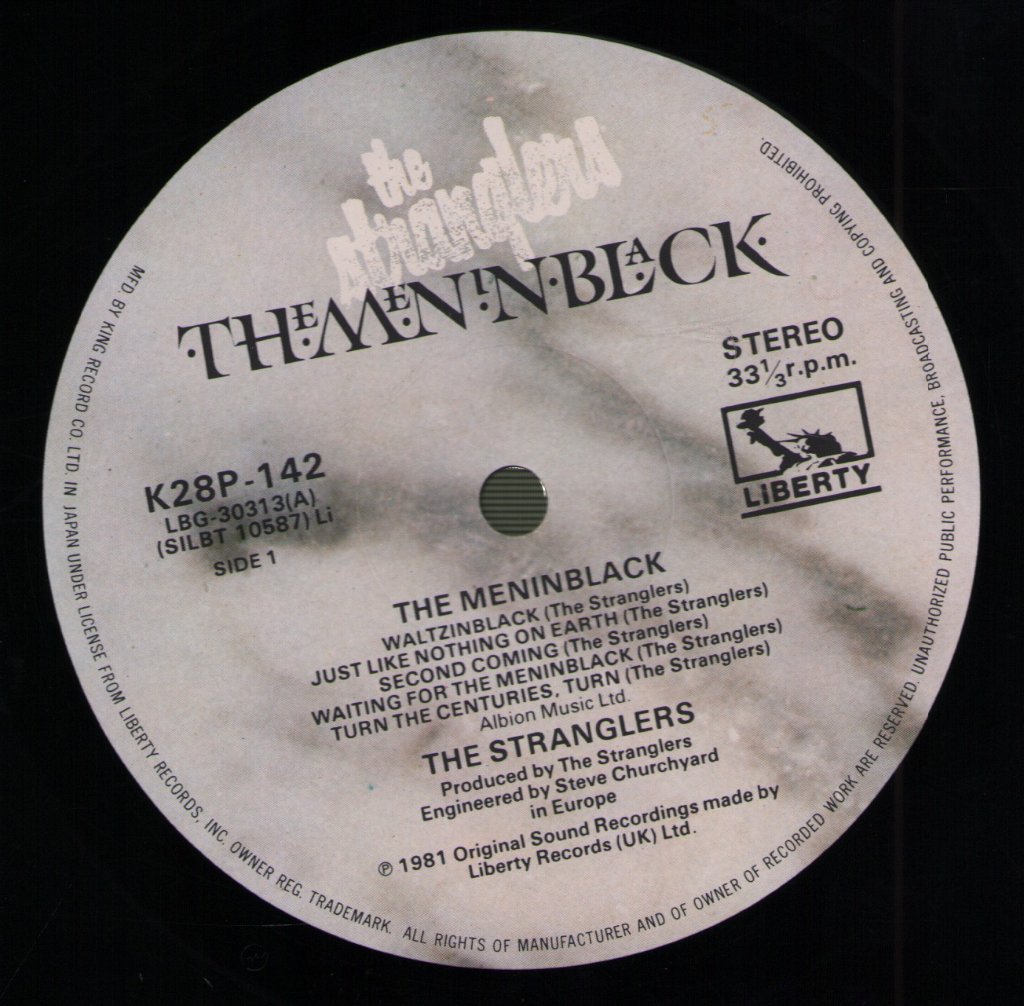 the
stranglers
·THE·MEN·IN·BLACK·
STEREO
33⅓ r.p.m.
LiBERTY
K28P-142
LBG-30313(A)
(SILBT 10587) Li
SIDE 1
THE MENINBLACK
WALTZINBLACK (The Stranglers)
JUST LIKE NOTHING ON EARTH (The Stranglers)
SECOND COMING (The Stranglers)
WAITING FOR THE MENINBLACK (The Stranglers)
TURN THE CENTURIES, TURN (The Stranglers)
Albion Music Ltd.
THE STRANGLERS
Produced by The Stranglers
Engineered by Steve Churchyard
in Europe
℗ 1981 Original Sound Recordings made by
Liberty Records (UK) Ltd.
MFD. BY KING RECORD CO. LTD. IN JAPAN UNDER LICENSE FROM LIBERTY RECORDS, INC. OWNER REG. TRADEMARK. ALL RIGHTS OF MANUFACTURER AND OF OWNER OF RECORDED WORK ARE RESERVED. UNAUTHORIZED PUBLIC PERFORMANCE, BROADCASTING AND COPYING PROHIBITED.